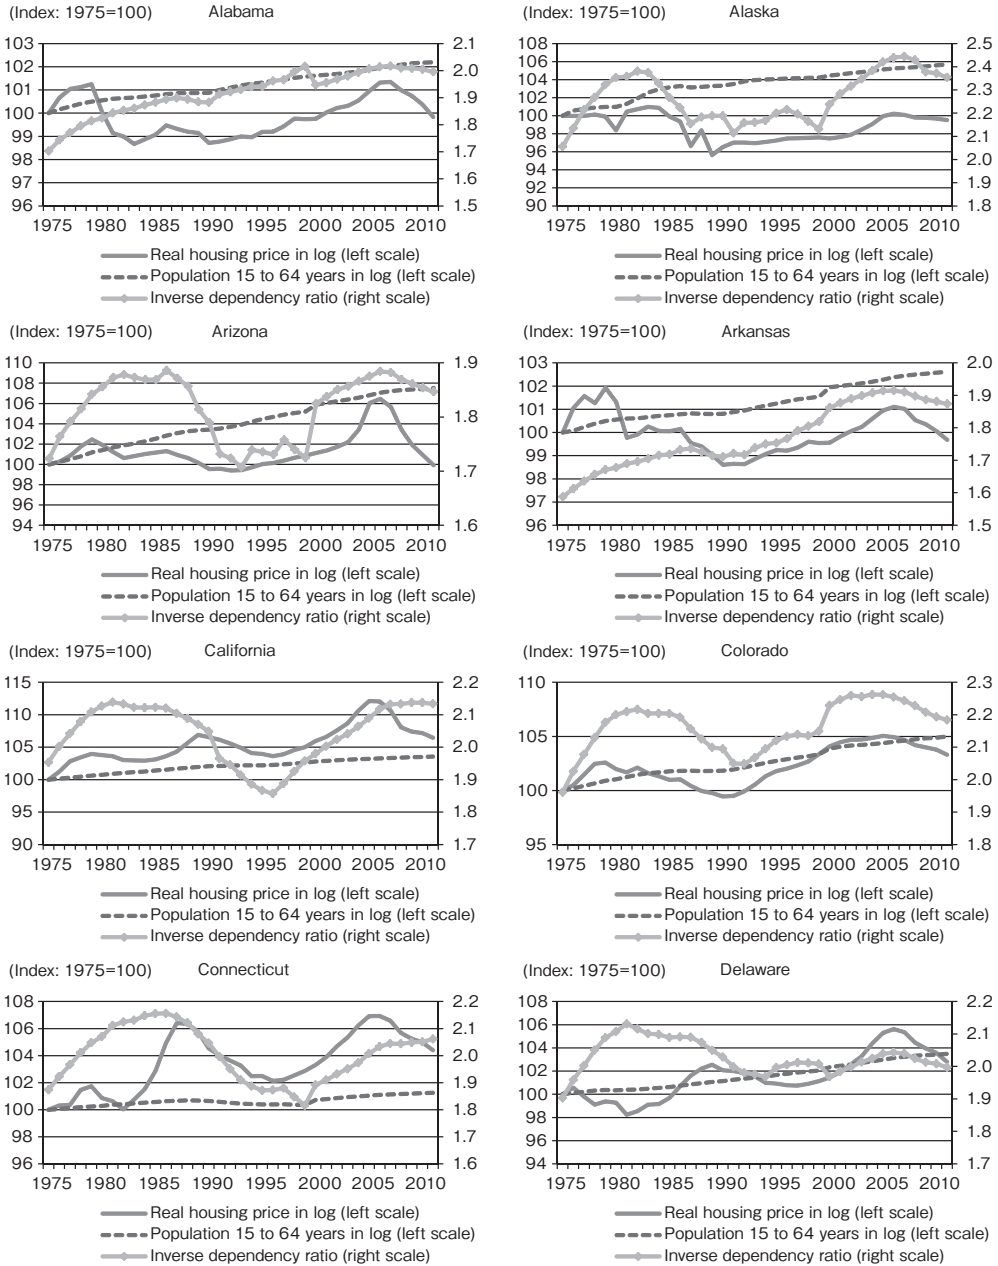 (Index: 1975=100) Alabama
103 2.1
102 2.0
101 1.9
100
99 1.8
98 1.7
97 1.6
96 1.5
1975 1980 1985 1990 1995 2000 2005 2010
Real housing price in log (left scale)
Population 15 to 64 years in log (left scale)
Inverse dependency ratio (right scale)
(Index: 1975=100) Alaska
108 2.5
106 2.4
104 2.3
102
100 2.2
98 2.1
96 2.0
94
92 1.9
90 1.8
1975 1980 1985 1990 1995 2000 2005 2010
Real housing price in log (left scale)
Population 15 to 64 years in log (left scale)
Inverse dependency ratio (right scale)
(Index: 1975=100) Arizona
110 1.9
108
106 1.8
104
102
100 1.7
98
96
94 1.6
1975 1980 1985 1990 1995 2000 2005 2010
Real housing price in log (left scale)
Population 15 to 64 years in log (left scale)
Inverse dependency ratio (right scale)
(Index: 1975=100) Arkansas
103 2.0
102 1.9
101
100 1.8
99 1.7
98
97 1.6
96 1.5
1975 1980 1985 1990 1995 2000 2005 2010
Real housing price in log (left scale)
Population 15 to 64 years in log (left scale)
Inverse dependency ratio (right scale)
(Index: 1975=100) California
115 2.2
110 2.1
105 2.0
100 1.9
95 1.8
90 1.7
1975 1980 1985 1990 1995 2000 2005 2010
Real housing price in log (left scale)
Population 15 to 64 years in log (left scale)
Inverse dependency ratio (right scale)
(Index: 1975=100) Colorado
110 2.3
2.2
105 2.1
100 2.0
1.9
95 1.8
1975 1980 1985 1990 1995 2000 2005 2010
Real housing price in log (left scale)
Population 15 to 64 years in log (left scale)
Inverse dependency ratio (right scale)
(Index: 1975=100) Connecticut
108 2.2
106 2.1
104 2.0
102 1.9
100 1.8
98 1.7
96 1.6
1975 1980 1985 1990 1995 2000 2005 2010
Real housing price in log (left scale)
Population 15 to 64 years in log (left scale)
Inverse dependency ratio (right scale)
(Index: 1975=100) Delaware
108 2.2
106 2.1
104
102 2.0
100 1.9
98
96 1.8
94 1.7
1975 1980 1985 1990 1995 2000 2005 2010
Real housing price in log (left scale)
Population 15 to 64 years in log (left scale)
Inverse dependency ratio (right scale)